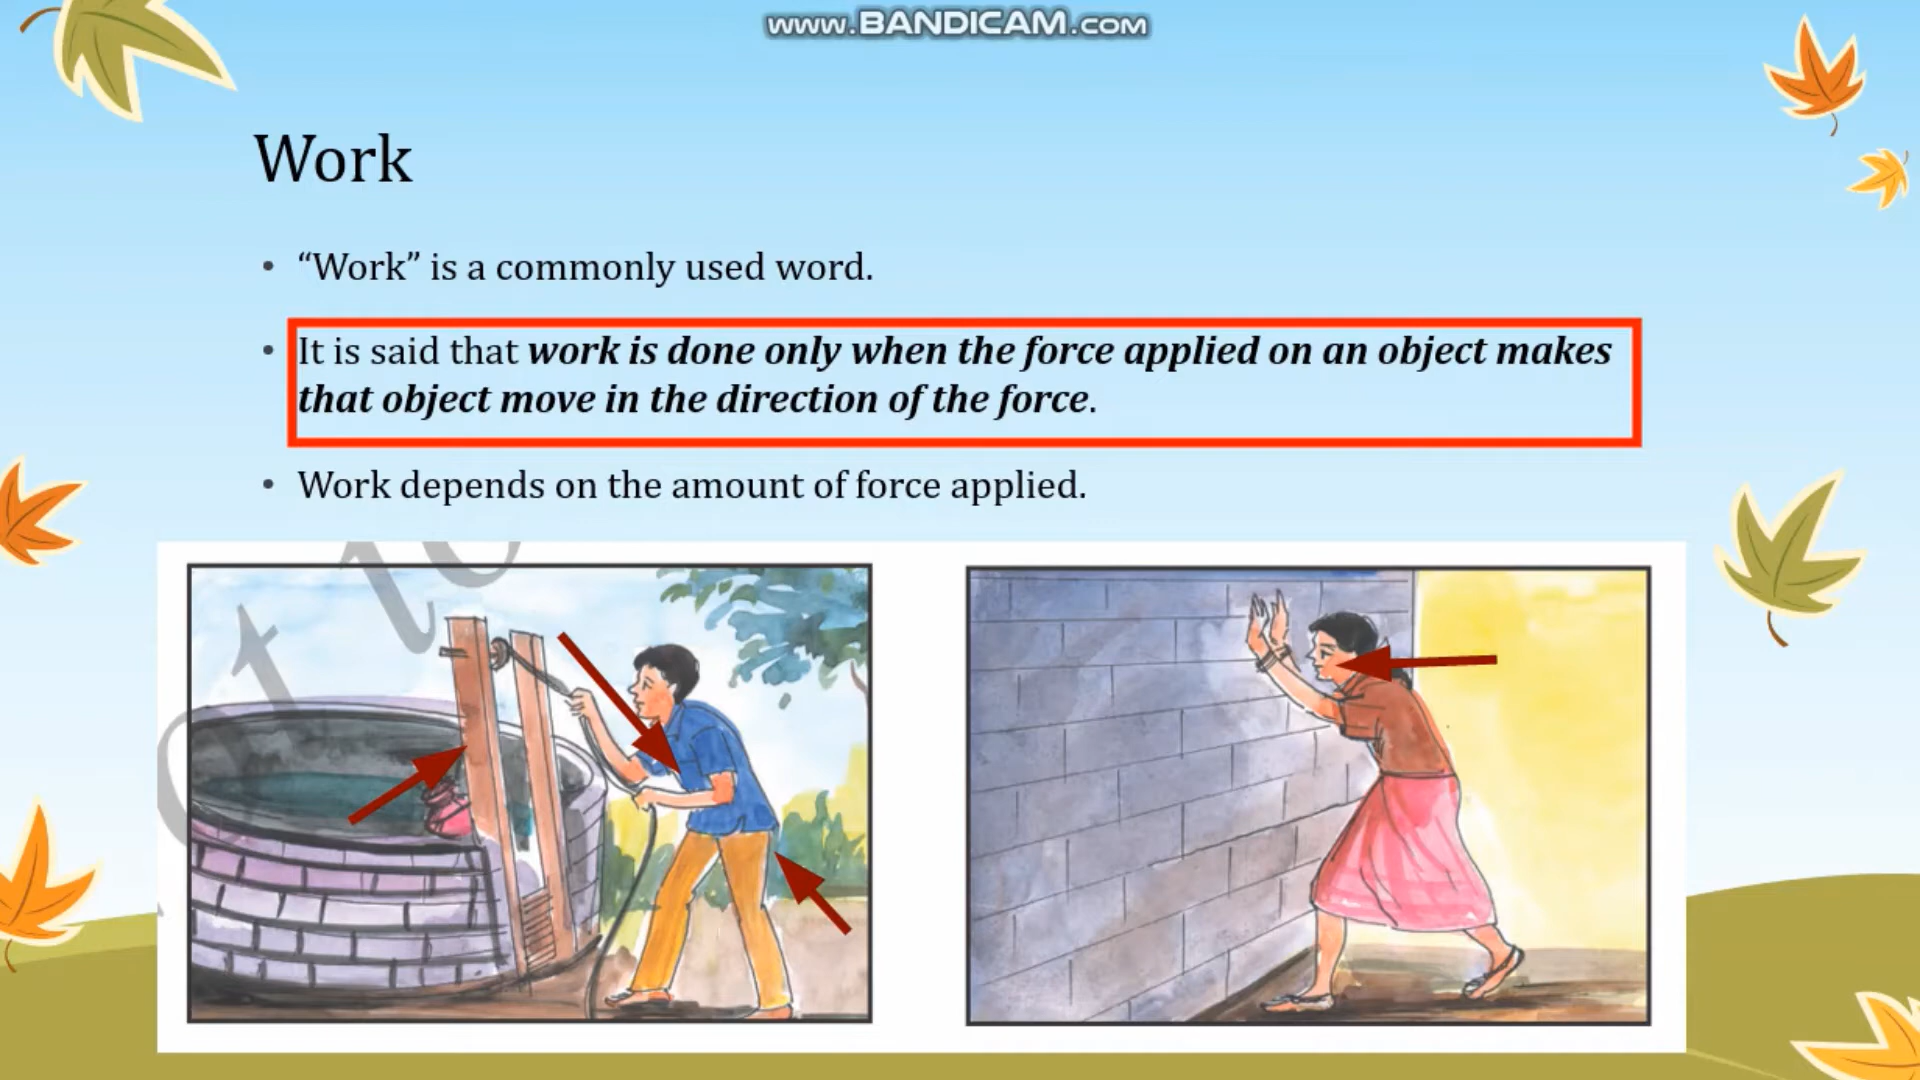 www.BANDICAM.com
Work
• “Work” is a commonly used word.
• It is said that work is done only when the force applied on an object makes
that object move in the direction of the force.
• Work depends on the amount of force applied.